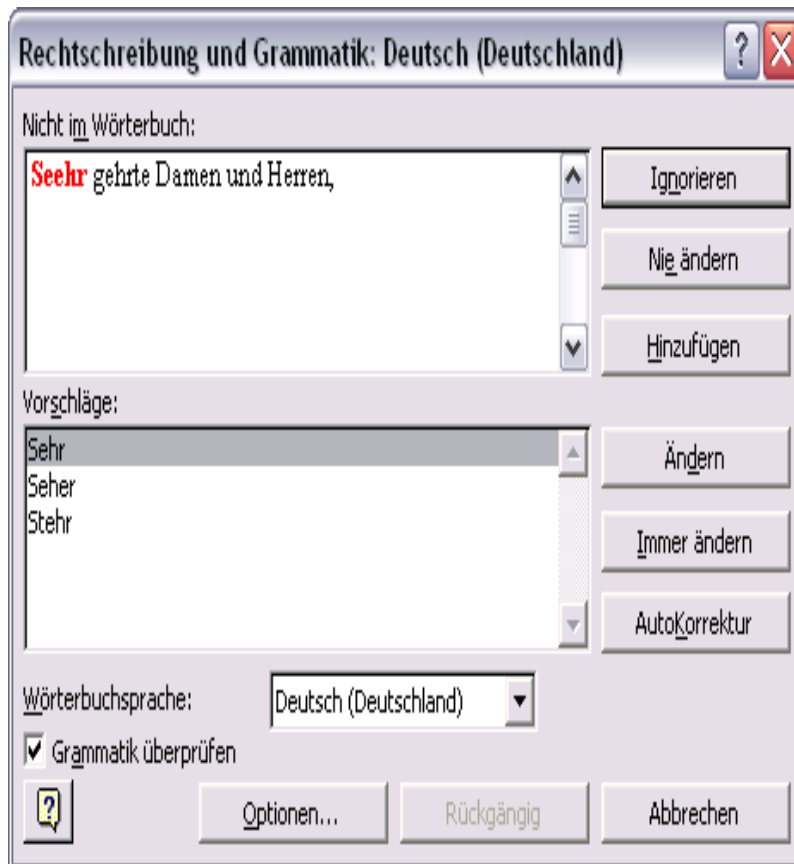 Rechtschreibung und Grammatik: Deutsch (Deutschland)
Nicht im Wörterbuch:
Seehr gehrte Damen und Herren,
Ignorieren
Nie ändern
Hinzufügen
Vorschläge:
Sehr
Seher
Stehr
Ändern
Immer ändern
AutoKorrektur
Wörterbuchsprache: Deutsch (Deutschland)
Grammatik überprüfen
Optionen... Rückgängig Abbrechen